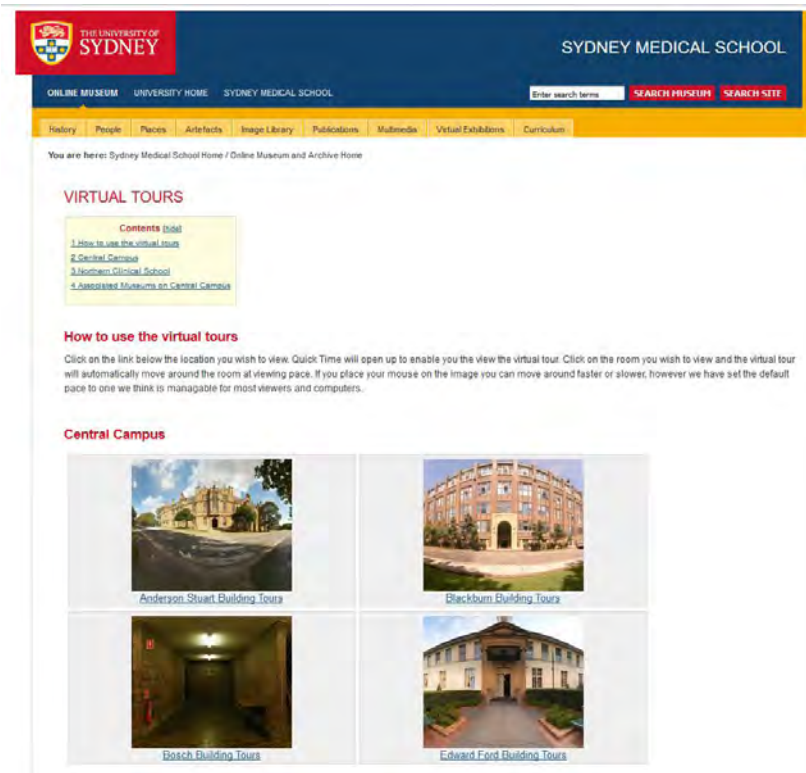 THE UNIVERSITY OF
SYDNEY
SYDNEY MEDICAL SCHOOL
ONLINE MUSEUM UNIVERSITY HOME SYDNEY MEDICAL SCHOOL Enter search terms SEARCH MUSEUM SEARCH SITE
History People Places Artefacts Image Library Publications Multimedia Virtual Exhibitions Curriculum
You are here: Sydney Medical School Home / Online Museum and Archive Home
VIRTUAL TOURS
Contents [hide]
1 How to use the virtual tours
2 Central Campus
3 Northern Clinical School
4 Associated Museums on Central Campus
How to use the virtual tours
Click on the link below the location you wish to view. Quick Time will open up to enable you the view the virtual tour. Click on the room you wish to view and the virtual tour
will automatically move around the room at viewing pace. If you place your mouse on the image you can move around faster or slower, however we have set the default
pace to one we think is managable for most viewers and computers.
Central Campus
Anderson Stuart Building Tours
Blackburn Building Tours
Bosch Building Tours
Edward Ford Building Tours